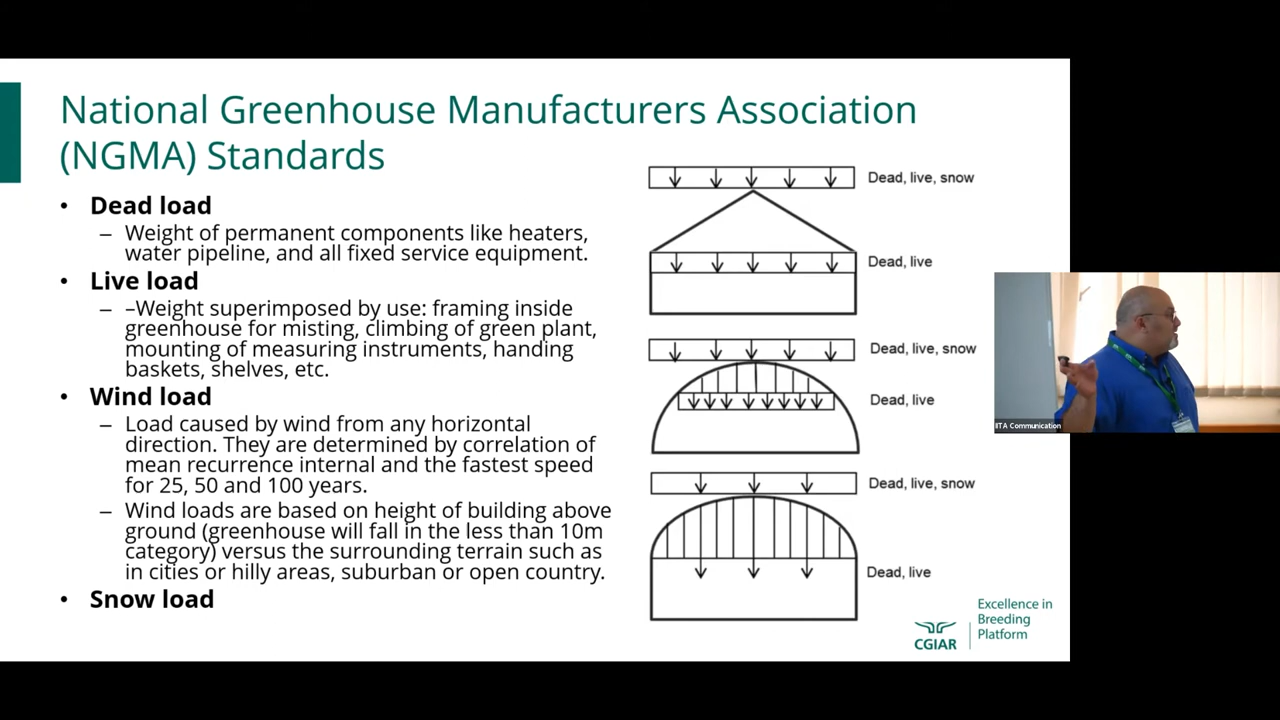 National Greenhouse Manufacturers Association
(NGMA) Standards
• Dead load
– Weight of permanent components like heaters,
water pipeline, and all fixed service equipment.
• Live load
– –Weight superimposed by use: framing inside
greenhouse for misting, climbing of green plant,
mounting of measuring instruments, handing
baskets, shelves, etc.
• Wind load
– Load caused by wind from any horizontal
direction. They are determined by correlation of
mean recurrence internal and the fastest speed
for 25, 50 and 100 years.
– Wind loads are based on height of building above
ground (greenhouse will fall in the less than 10m
category) versus the surrounding terrain such as
in cities or hilly areas, suburban or open country.
• Snow load
Dead, live, snow
Dead, live
Dead, live, snow
Dead, live
Dead, live, snow
Dead, live
CGIAR
Excellence in
Breeding
Platform
IITA Communication